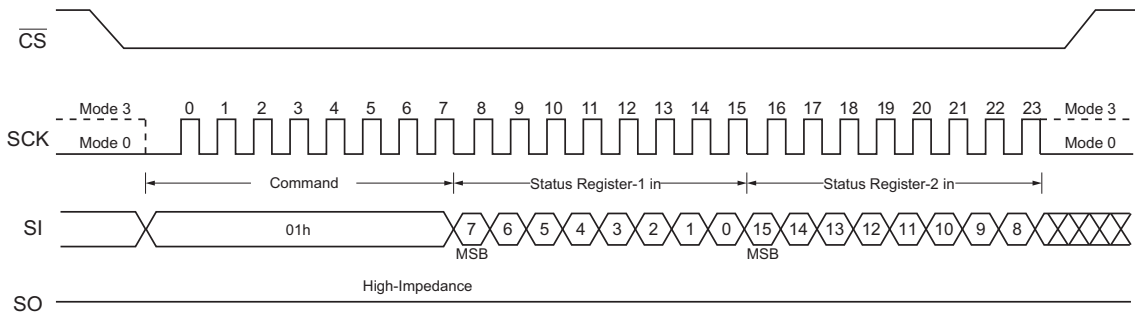 CS
Mode 3 0 1 2 3 4 5 6 7 8 9 10 11 12 13 14 15 16 17 18 19 20 21 22 23 Mode 3
SCK
Mode 0 Mode 0
Command Status Register-1 in Status Register-2 in
SI 01h 7 6 5 4 3 2 1 0 15 14 13 12 11 10 9 8
MSB MSB
High-Impedance
SO